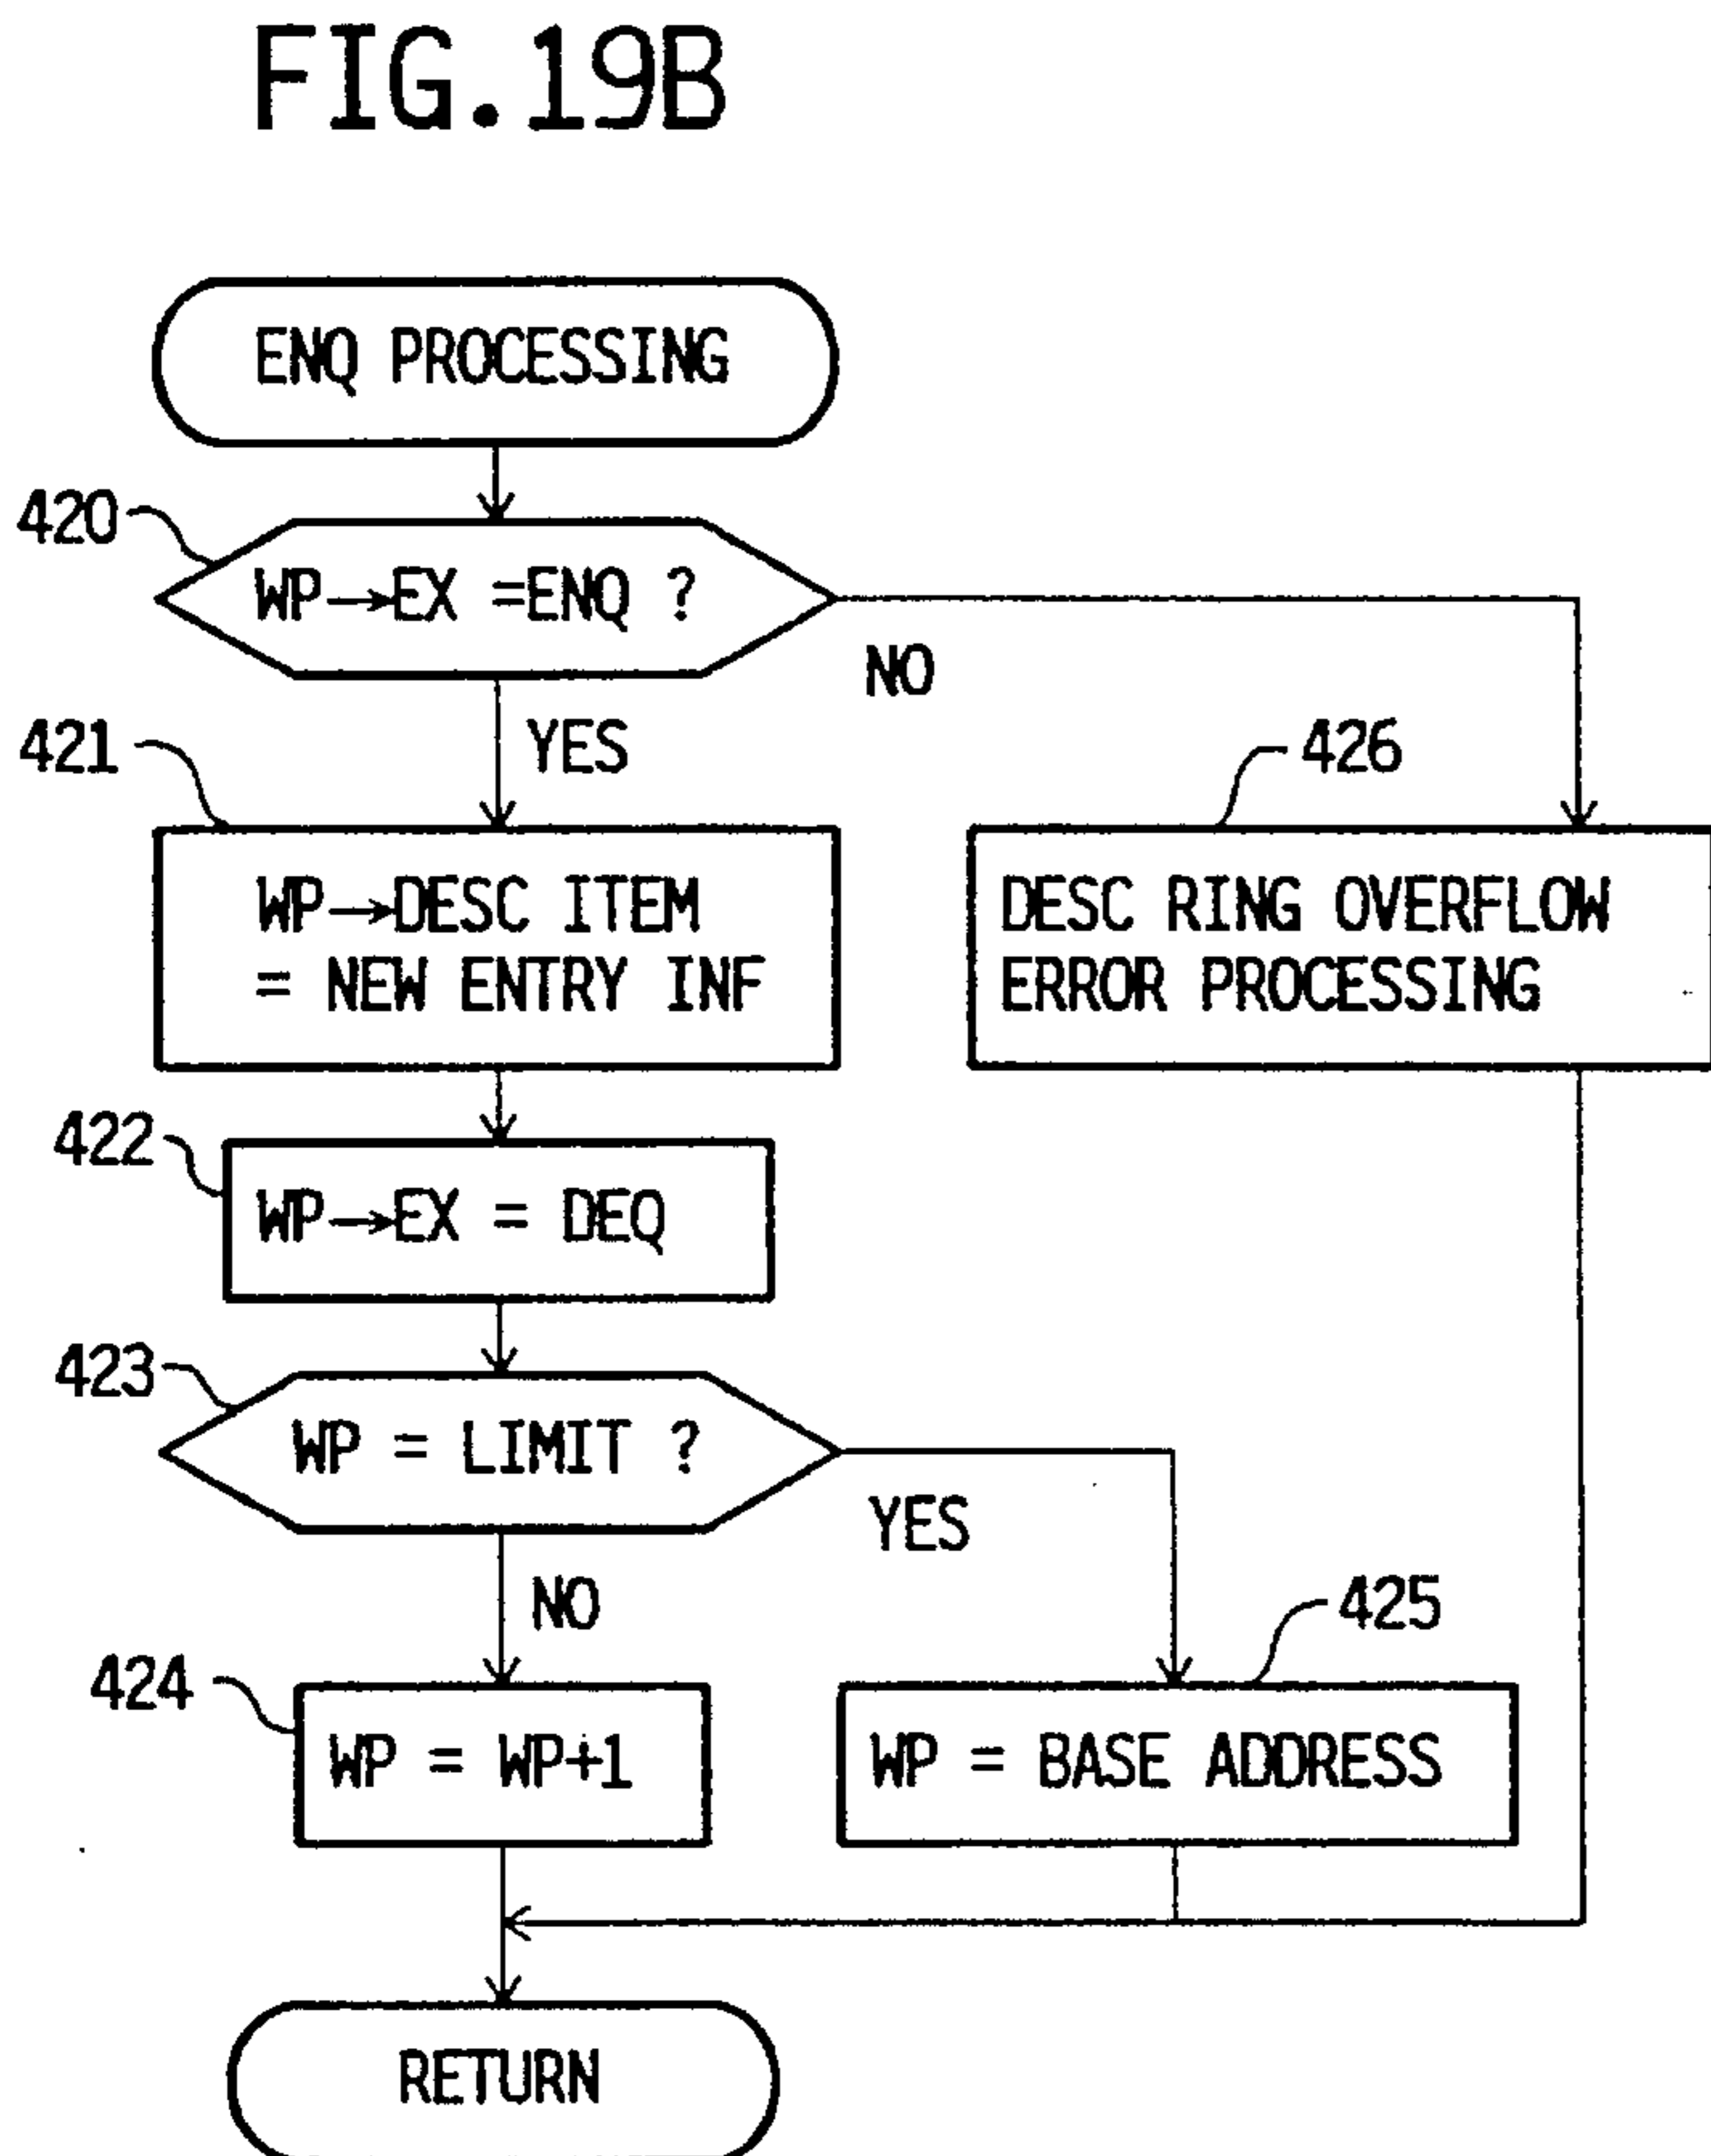 FIG.19B
ENQ PROCESSING
420
WP→EX =ENQ ?
NO
421
YES
426
WP→DESC ITEM
= NEW ENTRY INF
DESC RING OVERFLOW
ERROR PROCESSING
422
WP→EX = DEQ
423
WP = LIMIT ?
YES
NO
425
424
WP = WP+1
WP = BASE ADDRESS
RETURN